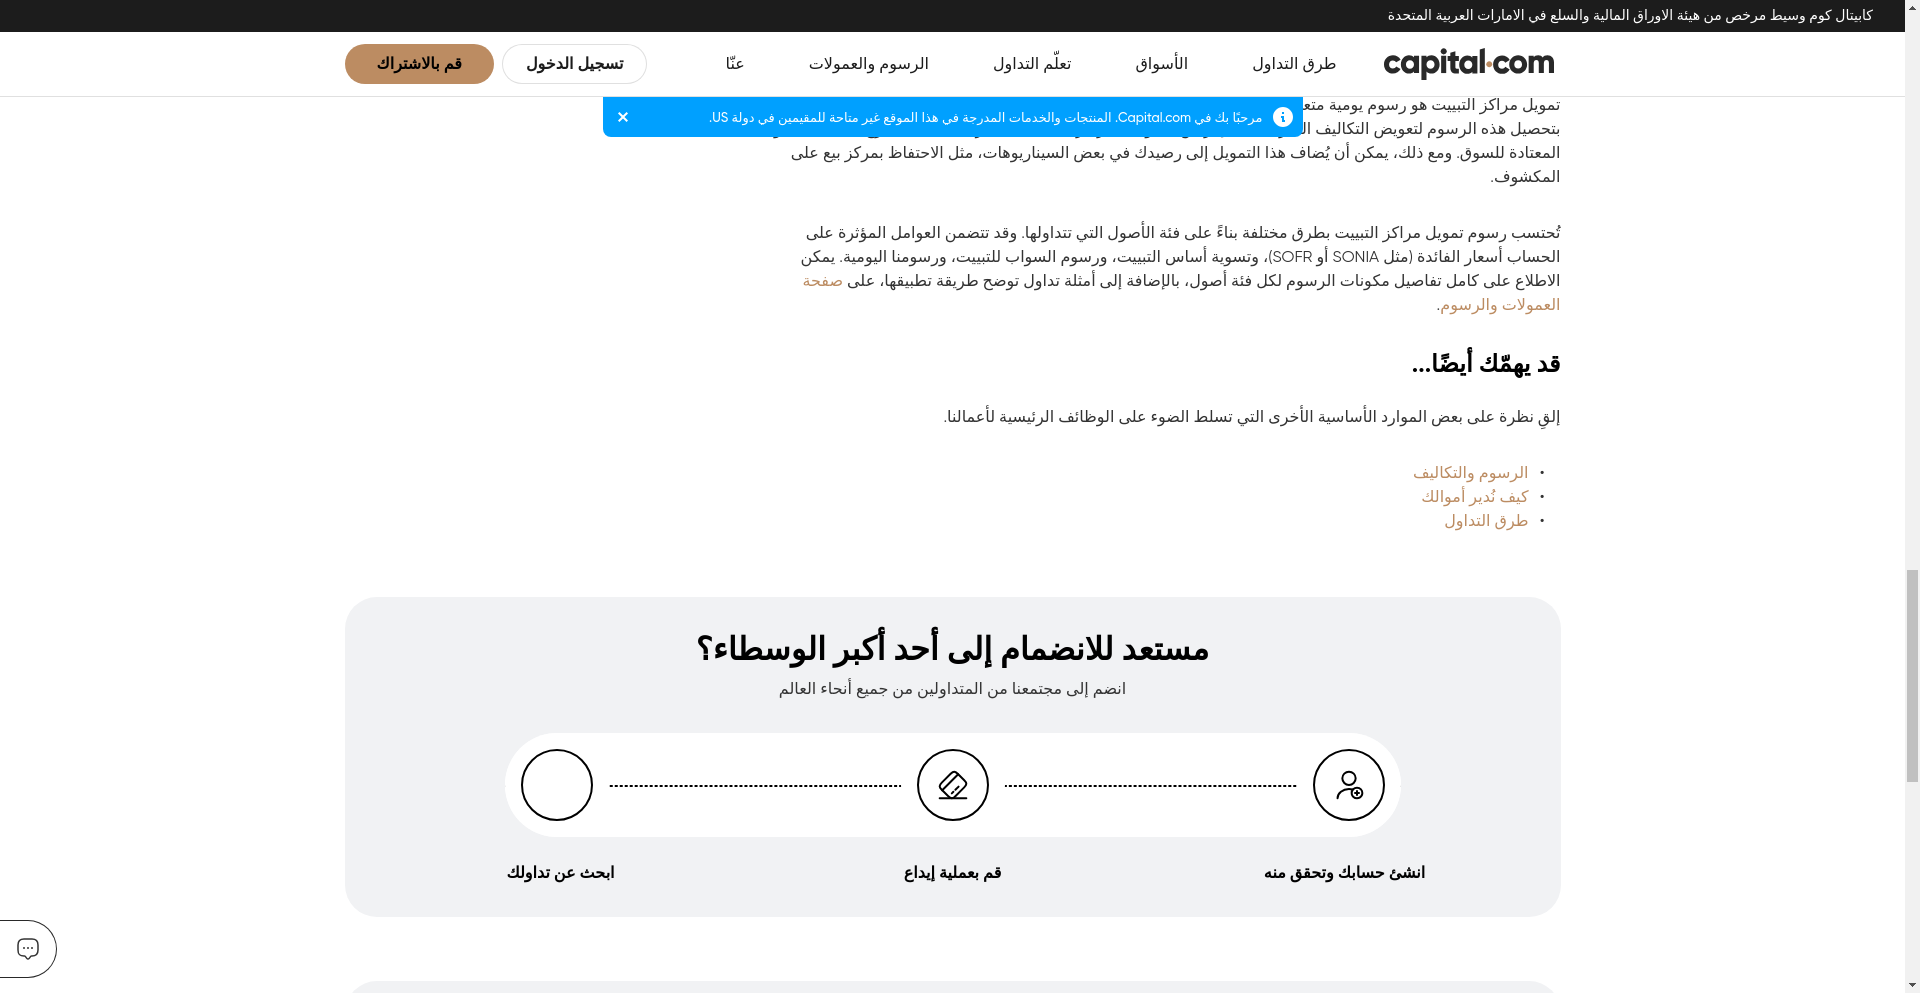 كابيتال كوم وسيط مرخص من هيئة الاوراق المالية والسلع في الامارات العربية المتحدة
capital.com
طرق التداول
الأسواق
تعلّم التداول
الرسوم والعمولات
عنّا
تسجيل الدخول
قم بالاشتراك
مرحبًا بك في Capital.com. المنتجات والخدمات المدرجة في هذا الموقع غير متاحة للمقيمين في دولة US.
تمويل مراكز التبييت هو رسوم يومية
بتحصيل هذه الرسوم لتعويض التكاليف
المعتادة للسوق. ومع ذلك، يمكن أن يُضاف هذا التمويل إلى رصيدك في بعض السيناريوهات، مثل الاحتفاظ بمركز بيع على
المكشوف.
تُحتسب رسوم تمويل مراكز التبييت بطرق مختلفة بناءً على فئة الأصول التي تتداولها. وقد تتضمن العوامل المؤثرة على
الحساب أسعار الفائدة (مثل SONIA أو SOFR)، وتسوية أساس التبييت، ورسوم السواب للتبييت، ورسومنا اليومية. يمكن
الاطلاع على كامل تفاصيل مكونات الرسوم لكل فئة أصول، بالإضافة إلى أمثلة تداول توضح طريقة تطبيقها، على صفحة
العمولات والرسوم.
قد يهمّك أيضًا...
إلقِ نظرة على بعض الموارد الأساسية الأخرى التي تسلط الضوء على الوظائف الرئيسية لأعمالنا.
• الرسوم والتكاليف
• كيف نُدير أموالك
• طرق التداول
مستعد للانضمام إلى أحد أكبر الوسطاء؟
انضم إلى مجتمعنا من المتداولين من جميع أنحاء العالم
انشئ حسابك وتحقق منه
قم بعملية إيداع
ابحث عن تداولك